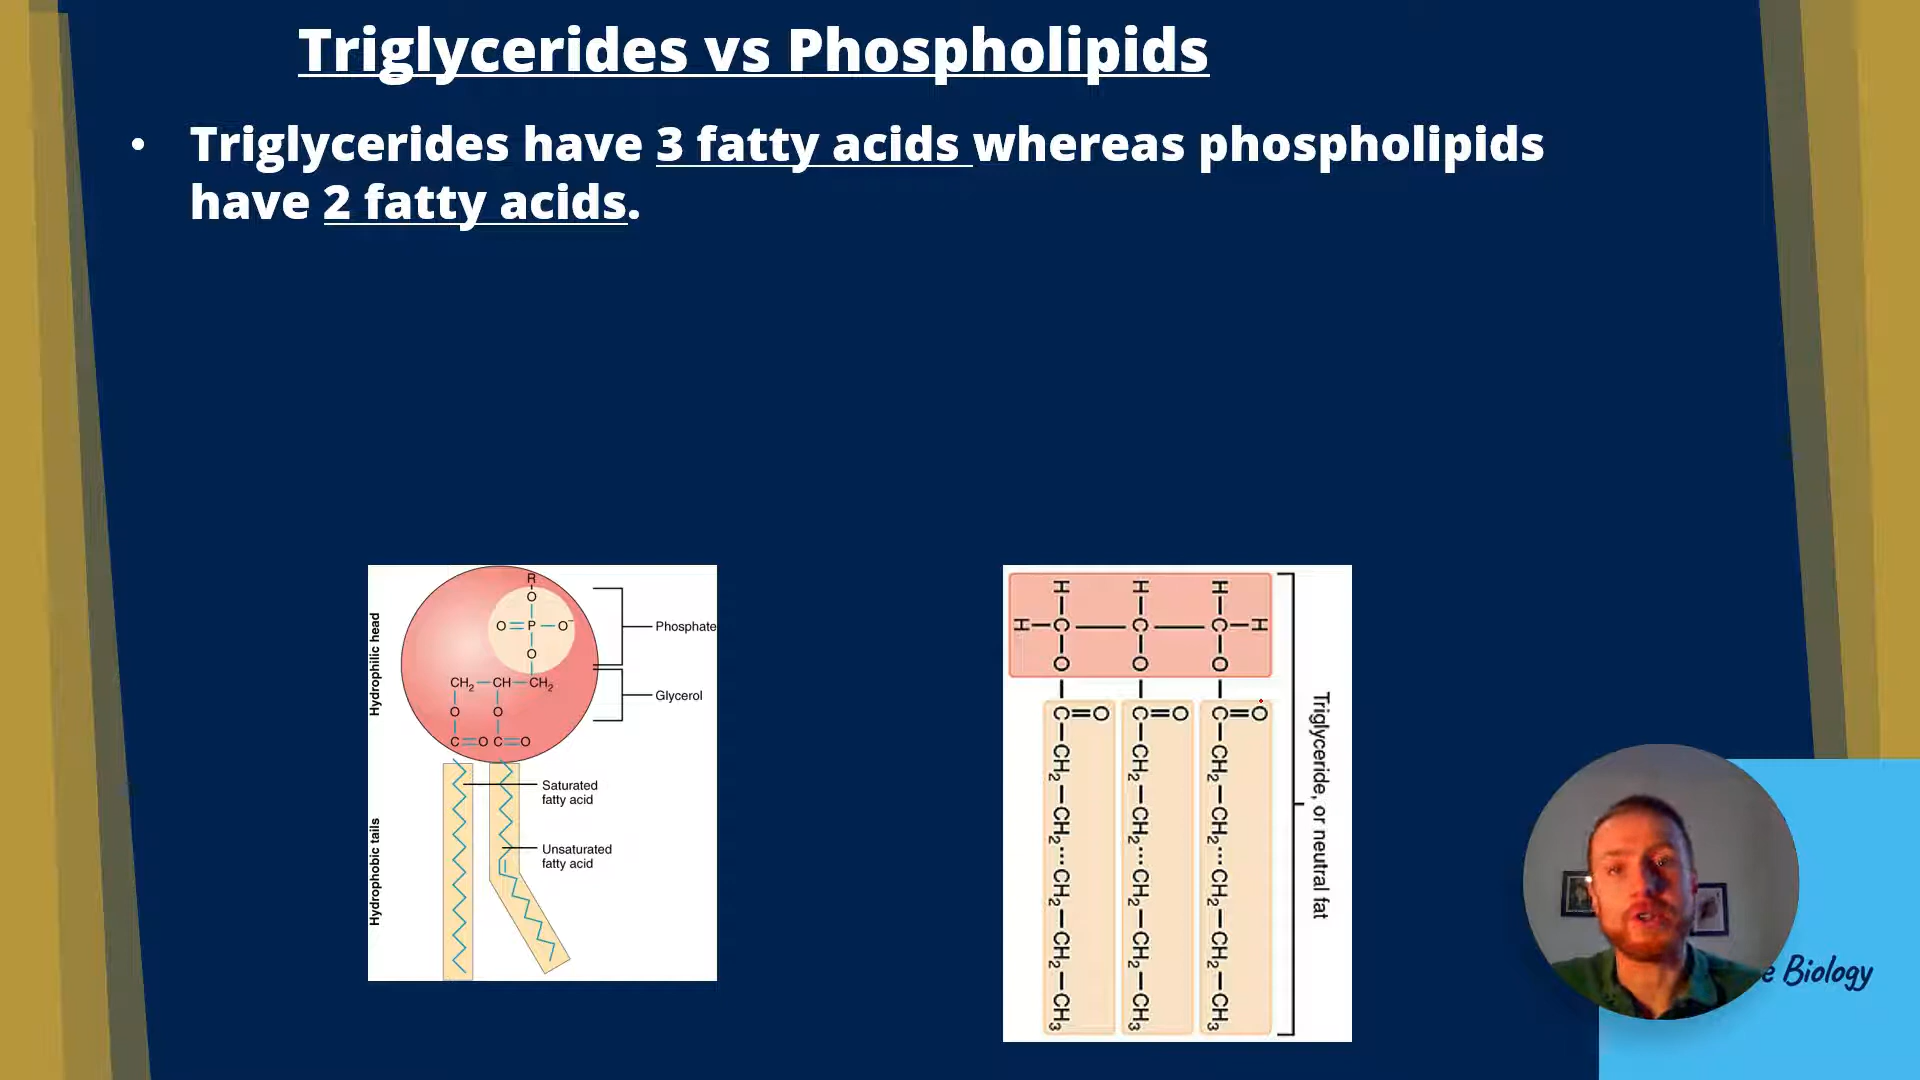 Triglycerides vs Phospholipids
• Triglycerides have 3 fatty acids whereas phospholipids
have 2 fatty acids.
Hydrophilic head
Hydrophobic tails
R
O
O=P—O⁻
O
CH₂—CH—CH₂
O O
C=O C=O
Phosphate
Glycerol
Saturated
fatty acid
Unsaturated
fatty acid
H H H
H—C—C—C—H
O O O
C=O C=O C=O
CH₂ CH₂ CH₂
CH₂ CH₂ CH₂
CH₂ CH₂ CH₂
CH₂ CH₂ CH₂
CH₃ CH₃ CH₃
Triglyceride, or neutral fat
e Biology